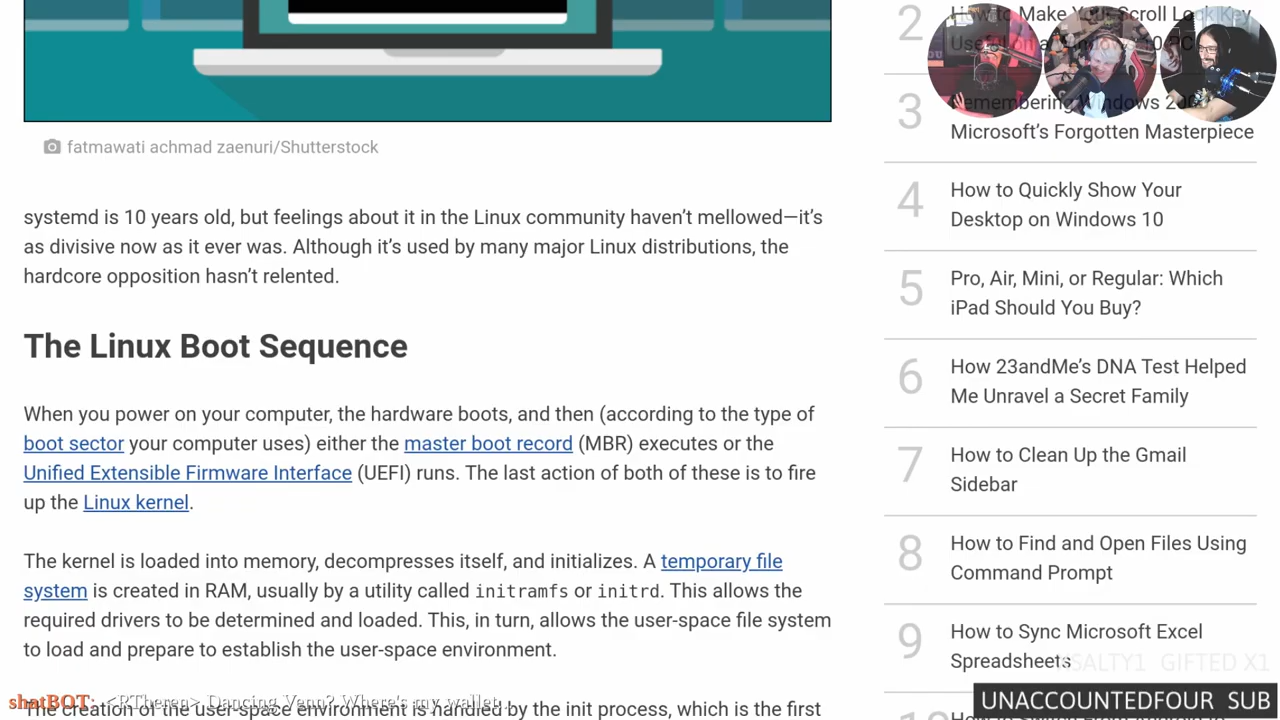 fatmawati achmad zaenuri/Shutterstock
systemd is 10 years old, but feelings about it in the Linux community haven't mellowed—it's
as divisive now as it ever was. Although it's used by many major Linux distributions, the
hardcore opposition hasn't relented.
The Linux Boot Sequence
When you power on your computer, the hardware boots, and then (according to the type of
boot sector your computer uses) either the master boot record (MBR) executes or the
Unified Extensible Firmware Interface (UEFI) runs. The last action of both of these is to fire
up the Linux kernel.
The kernel is loaded into memory, decompresses itself, and initializes. A temporary file
system is created in RAM, usually by a utility called initramfs or initrd. This allows the
required drivers to be determined and loaded. This, in turn, allows the user-space file system
to load and prepare to establish the user-space environment.
The creation of the user-space environment is handled by the init process, which is the first
shatBOT: <RTheren> Dancing Venn? Where's my wallet
2
How to Make Your Scroll Lock Key
Useful on a Windows 10 PC
3
Remembering Windows
Microsoft's Forgotten Masterpiece
4
How to Quickly Show Your
Desktop on Windows 10
5
Pro, Air, Mini, or Regular: Which
iPad Should You Buy?
6
How 23andMe's DNA Test Helped
Me Unravel a Secret Family
7
How to Clean Up the Gmail
Sidebar
8
How to Find and Open Files Using
Command Prompt
9
How to Sync Microsoft Excel
Spreadsheets
GIFTED X1
UNACCOUNTEDFOUR SUB